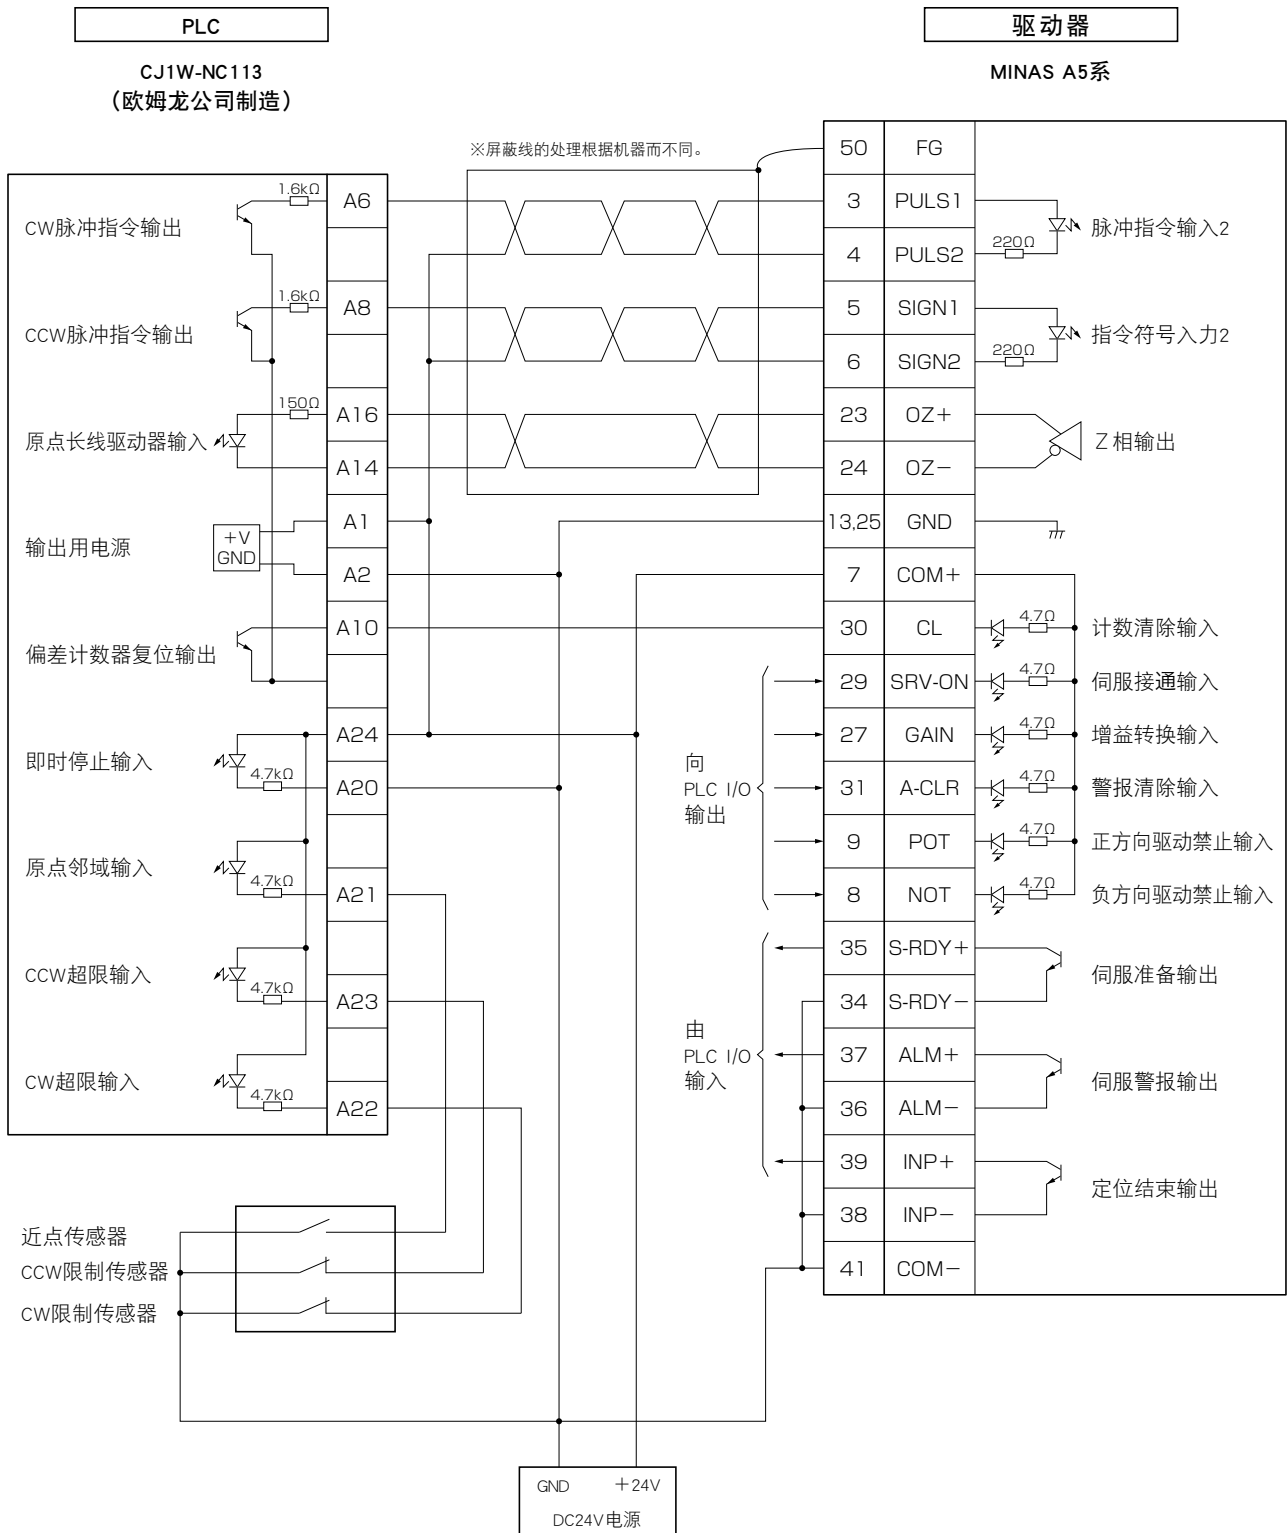 PLC
CJ1W-NC113
（欧姆龙公司制造）
驱动器
MINAS A5系
※屏蔽线的处理根据机器而不同。
CW脉冲指令输出
1.6kΩ
A6
CCW脉冲指令输出
1.6kΩ
A8
原点长线驱动器输入
150Ω
A16
A14
输出用电源
+V
GND
A1
A2
偏差计数器复位输出
A10
即时停止输入
A24
4.7kΩ
A20
原点邻域输入
4.7kΩ
A21
CCW超限输入
4.7kΩ
A23
CW超限输入
4.7kΩ
A22
近点传感器
CCW限制传感器
CW限制传感器
50 FG
3 PULS1
脉冲指令输入2
4 PULS2 220Ω
5 SIGN1
指令符号入力2
6 SIGN2 220Ω
23 OZ+
Z相输出
24 OZ−
13,25 GND
7 COM+
30 CL 4.7Ω 计数清除输入
29 SRV-ON 4.7Ω 伺服接通输入
27 GAIN 4.7Ω 增益转换输入
31 A-CLR 4.7Ω 警报清除输入
9 POT 4.7Ω 正方向驱动禁止输入
8 NOT 4.7Ω 负方向驱动禁止输入
向
PLC I/O
输出
35 S-RDY+
伺服准备输出
34 S-RDY−
由
PLC I/O
输入
37 ALM+
伺服警报输出
36 ALM−
39 INP+
定位结束输出
38 INP−
41 COM−
GND +24V
DC24V电源